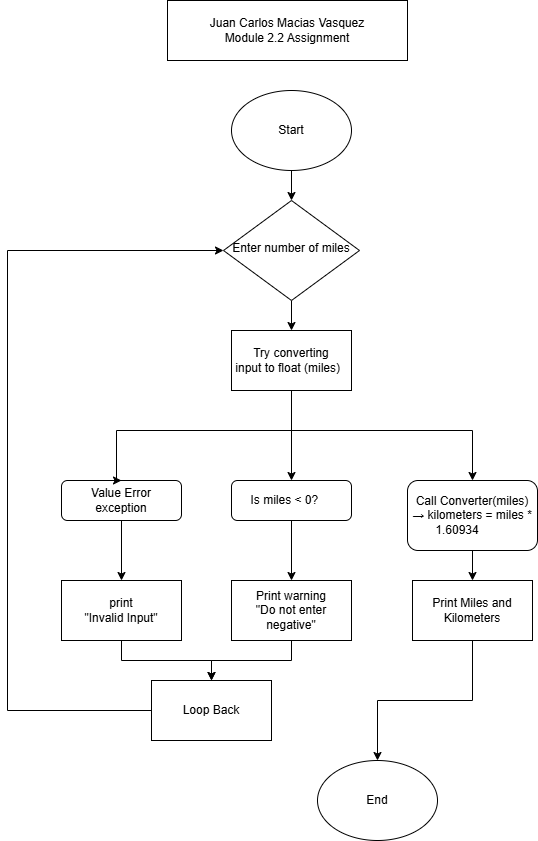 Juan Carlos Macias Vasquez
Module 2.2 Assignment
Start
Enter number of miles
Try converting
input to float (miles)
Value Error
exception
Is miles < 0?
Call Converter(miles)
→ kilometers = miles *
1.60934
print
"Invalid Input"
Print warning
"Do not enter
negative"
Print Miles and
Kilometers
Loop Back
End